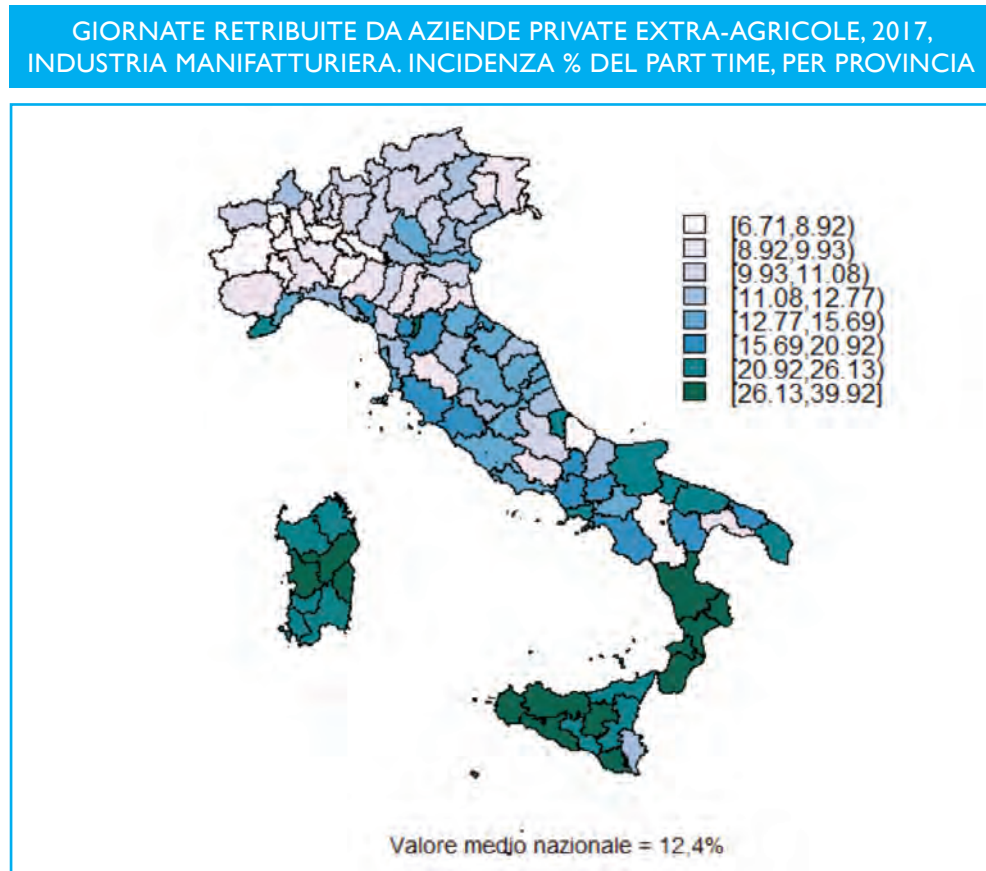 GIORNATE RETRIBUITE DA AZIENDE PRIVATE EXTRA-AGRICOLE, 2017,
INDUSTRIA MANIFATTURIERA. INCIDENZA % DEL PART TIME, PER PROVINCIA
[6.71,8.92)
[8.92,9.93)
[9.93,11.08)
[11.08,12.77)
[12.77,15.69)
[15.69,20.92)
[20.92,26.13)
[26.13,39.92]
Valore medio nazionale = 12,4%